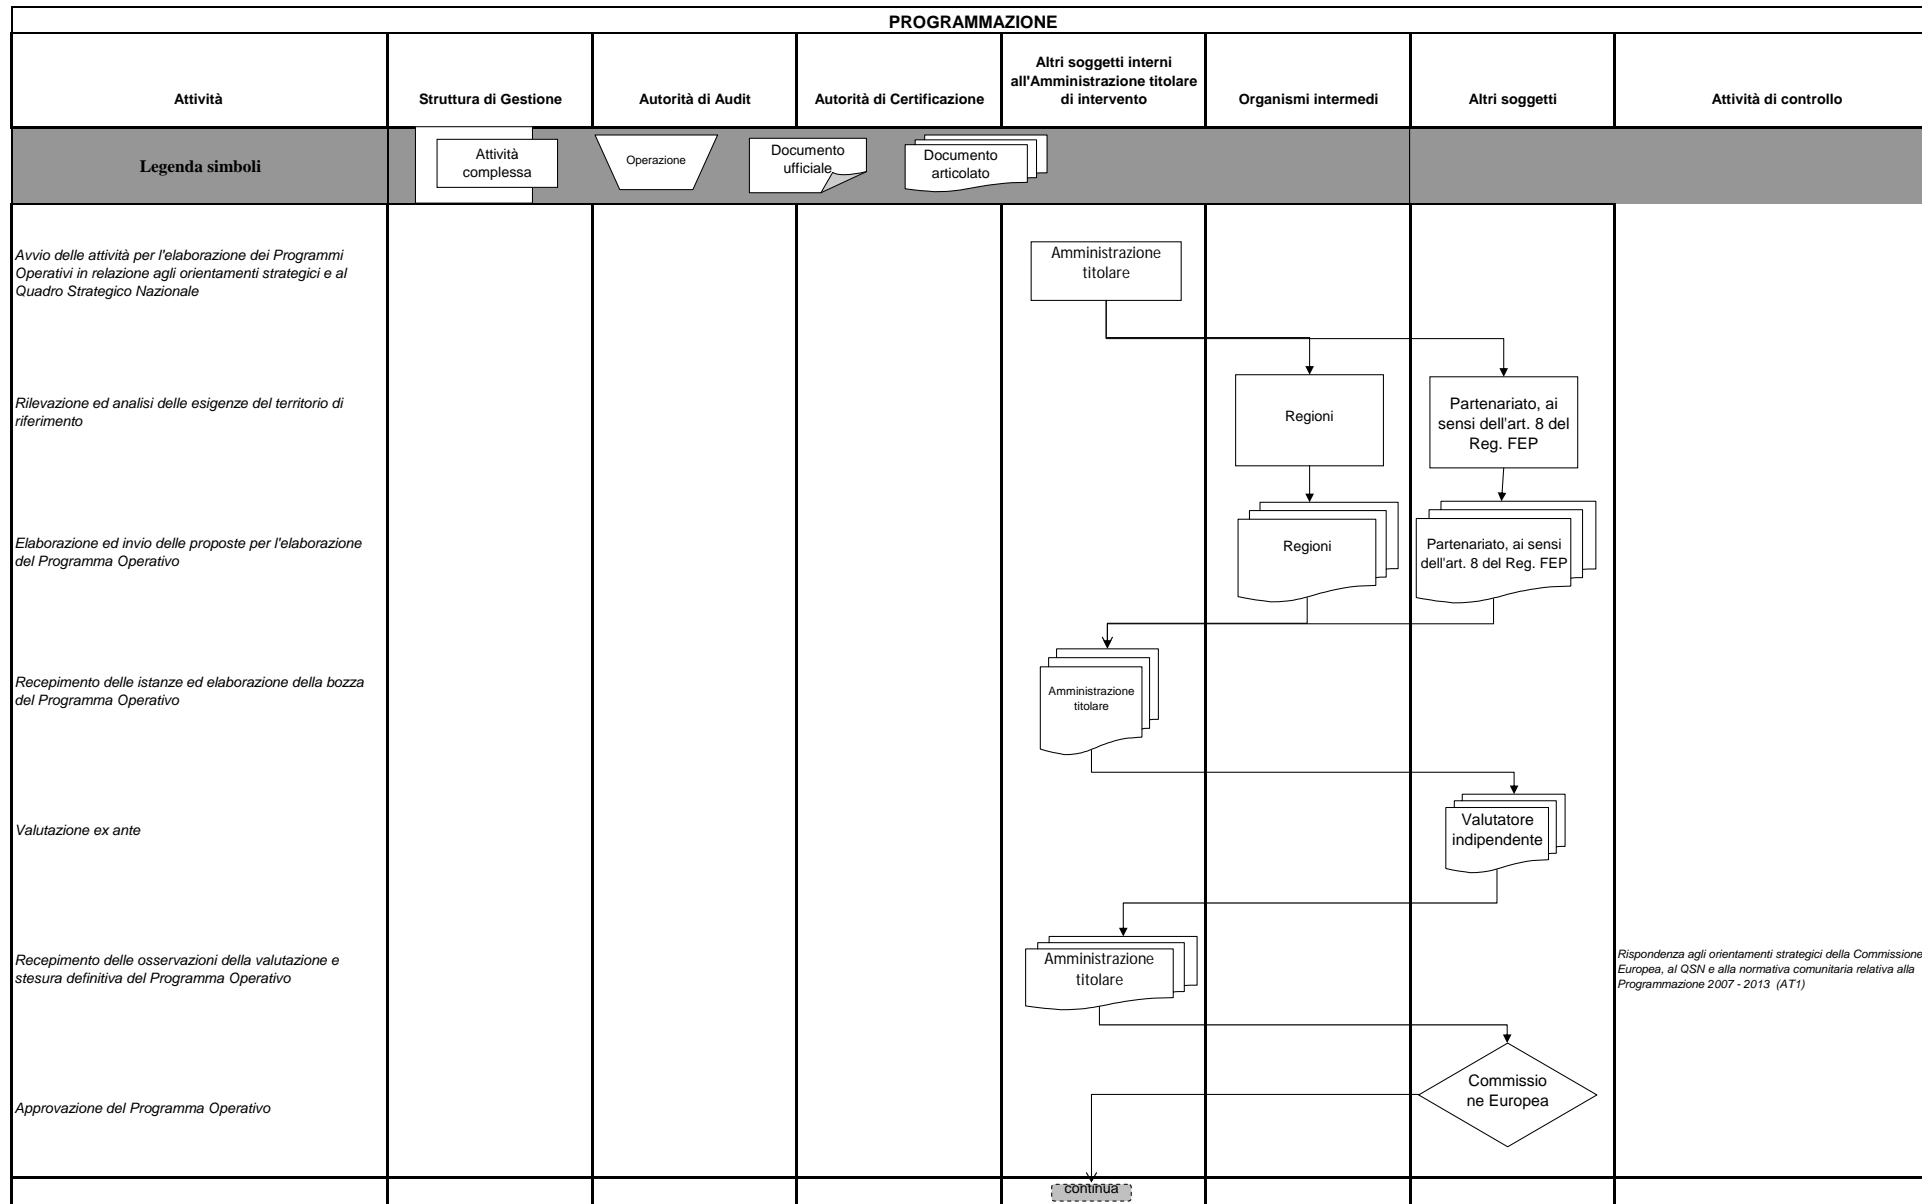 PROGRAMMAZIONE
Attività
Struttura di Gestione
Autorità di Audit
Autorità di Certificazione
Altri soggetti interni
all'Amministrazione titolare
di intervento
Organismi intermedi
Altri soggetti
Attività di controllo
Legenda simboli
Attività
complessa
Operazione
Documento
ufficiale
Documento
articolato
Avvio delle attività per l'elaborazione dei Programmi
Operativi in relazione agli orientamenti strategici e al
Quadro Strategico Nazionale
Amministrazione
titolare
Rilevazione ed analisi delle esigenze del territorio di
riferimento
Regioni
Partenariato, ai
sensi dell'art. 8 del
Reg. FEP
Elaborazione ed invio delle proposte per l'elaborazione
del Programma Operativo
Regioni
Partenariato, ai sensi
dell'art. 8 del Reg. FEP
Recepimento delle istanze ed elaborazione della bozza
del Programma Operativo
Amministrazione
titolare
Valutazione ex ante
Valutatore
indipendente
Recepimento delle osservazioni della valutazione e
stesura definitiva del Programma Operativo
Amministrazione
titolare
Rispondenza agli orientamenti strategici della Commissione
Europea, al QSN e alla normativa comunitaria relativa alla
Programmazione 2007 - 2013 (AT1)
Approvazione del Programma Operativo
Commissio
ne Europea
continua